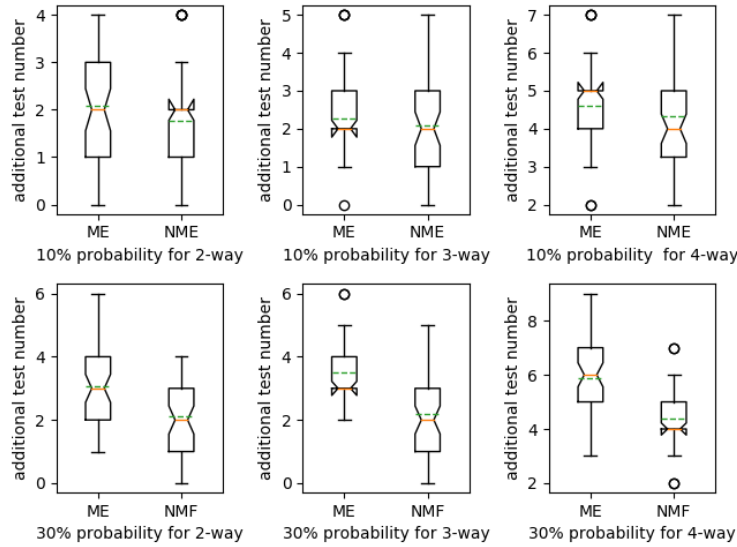 additional test number
4
3
2
1
0
ME NME
10% probability for 2-way
additional test number
5
4
3
2
1
0
ME NME
10% probability for 3-way
additional test number
7
6
5
4
3
2
ME NME
10% probability  for 4-way
additional test number
6
4
2
0
ME NMF
30% probability for 2-way
additional test number
6
4
2
0
ME NMF
30% probability for 3-way
additional test number
8
6
4
2
ME NMF
30% probability for 4-way